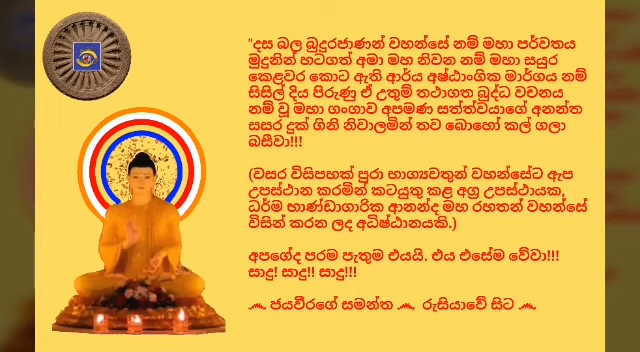 "දස බල බුදුරජාණන් වහන්සේ නම් මහා පර්වතය
මුදුනින් හටගත් අමා මහ නිවන නම් මහා සයුර
කෙළවර කොට ඇති ආර්ය අෂ්ඨාංගික මාර්ගය නම්
සිසිල් දිය පිරුණු ඒ උතුම් තථාගත බුද්ධ වචනය
නම් වූ මහා ගංගාව අපමණ සත්ත්වයාගේ අනන්ත
සසර දුක් ගිනි නිවාලමින් තව බොහෝ කල් ගලා
බසීවා!!!
(වසර විසිපහක් පුරා භාග්‍යවතුන් වහන්සේට ඇප
උපස්ථාන කරමින් කටයුතු කළ අග්‍ර උපස්ථායක,
ධර්ම භාණ්ඩාගාරික ආනන්ද මහ රහතන් වහන්සේ
විසින් කරන ලද අධිෂ්ඨානයකි.)
අපගේද පරම පැතුම එයයි. එය එසේම වේවා!!!
සාදු! සාදු!! සාදු!!!
ජයවීරගේ සමන්ත රුසියාවේ සිට